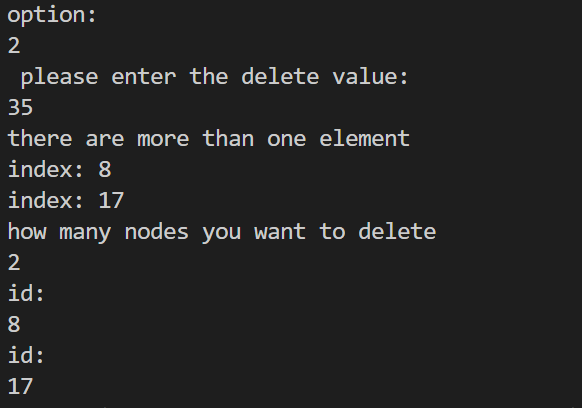 option:
2
 please enter the delete value:
35
there are more than one element
index: 8
index: 17
how many nodes you want to delete
2
id:
8
id:
17